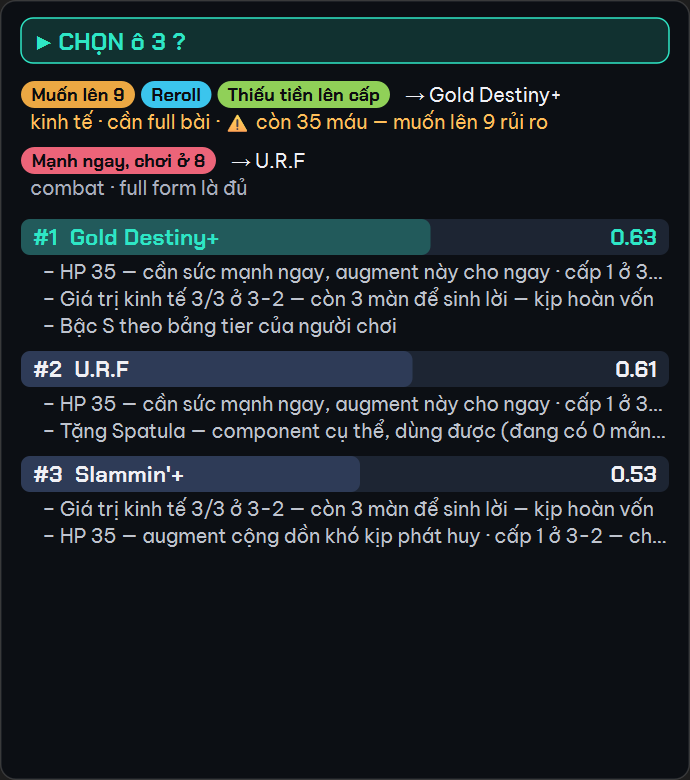 ▸ CHỌN ô 3 ?
Muốn lên 9 Reroll Thiếu tiền lên cấp → Gold Destiny+
kinh tế · cần full bài · ⚠ còn 35 máu — muốn lên 9 rủi ro
Mạnh ngay, chơi ở 8 → U.R.F
combat · full form là đủ
#1 Gold Destiny+ 0.63
– HP 35 — cần sức mạnh ngay, augment này cho ngay · cấp 1 ở 3...
– Giá trị kinh tế 3/3 ở 3-2 — còn 3 màn để sinh lời — kịp hoàn vốn
– Bậc S theo bảng tier của người chơi
#2 U.R.F 0.61
– HP 35 — cần sức mạnh ngay, augment này cho ngay · cấp 1 ở 3...
– Tặng Spatula — component cụ thể, dùng được (đang có 0 mản...
#3 Slammin'+ 0.53
– Giá trị kinh tế 3/3 ở 3-2 — còn 3 màn để sinh lời — kịp hoàn vốn
– HP 35 — augment cộng dồn khó kịp phát huy · cấp 1 ở 3-2 — ch...